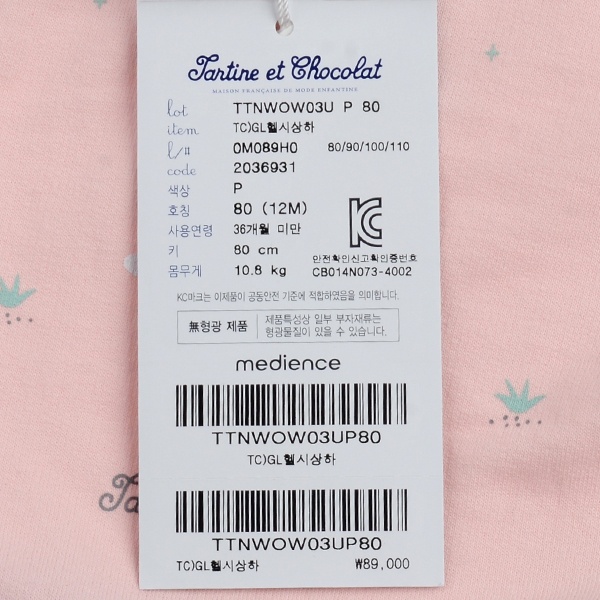 Tartine et Chocolat
MAISON FRANÇAISE DE MODE ENFANTINE
lot TTNWOW03U P 80
item TC)GL헬시상하
l/# 0M089H0 80/90/100/110
code 2036931
색상 P
호칭 80 (12M)
사용연령 36개월 미만
키 80 cm
몸무게 10.8 kg
안전확인신고확인증번호
CB014N073-4002
KC마크는 이제품이 공동안전 기준에 적합하였음을 의미합니다.
無형광 제품
제품특성상 일부 부자재류는
형광물질이 있을 수 있습니다.
medience
TTNWOW03UP80
TC)GL헬시상하
TTNWOW03UP80
TC)GL헬시상하 ₩89,000
Ta